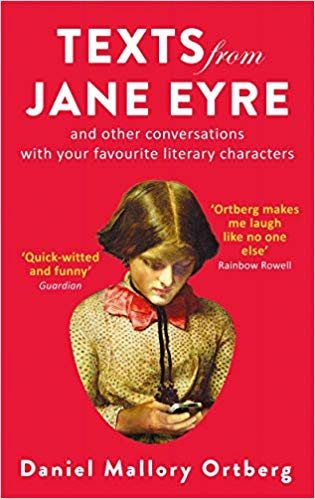 TEXTS from
JANE EYRE
and other conversations
with your favourite literary characters
'Quick-witted
and funny'
Guardian
'Ortberg makes
me laugh
like no one
else'
Rainbow Rowell
Daniel Mallory Ortberg